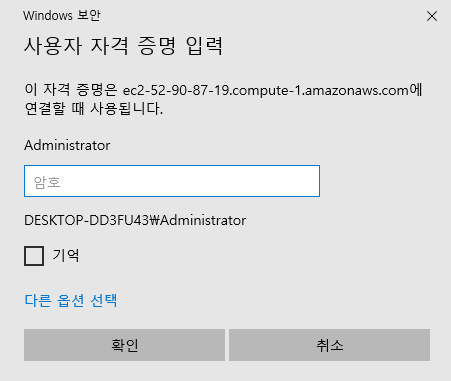 Windows 보안
사용자 자격 증명 입력
이 자격 증명은 ec2-52-90-87-19.compute-1.amazonaws.com에
연결할 때 사용됩니다.
Administrator
암호
DESKTOP-DD3FU43₩Administrator
기억
다른 옵션 선택
확인
취소